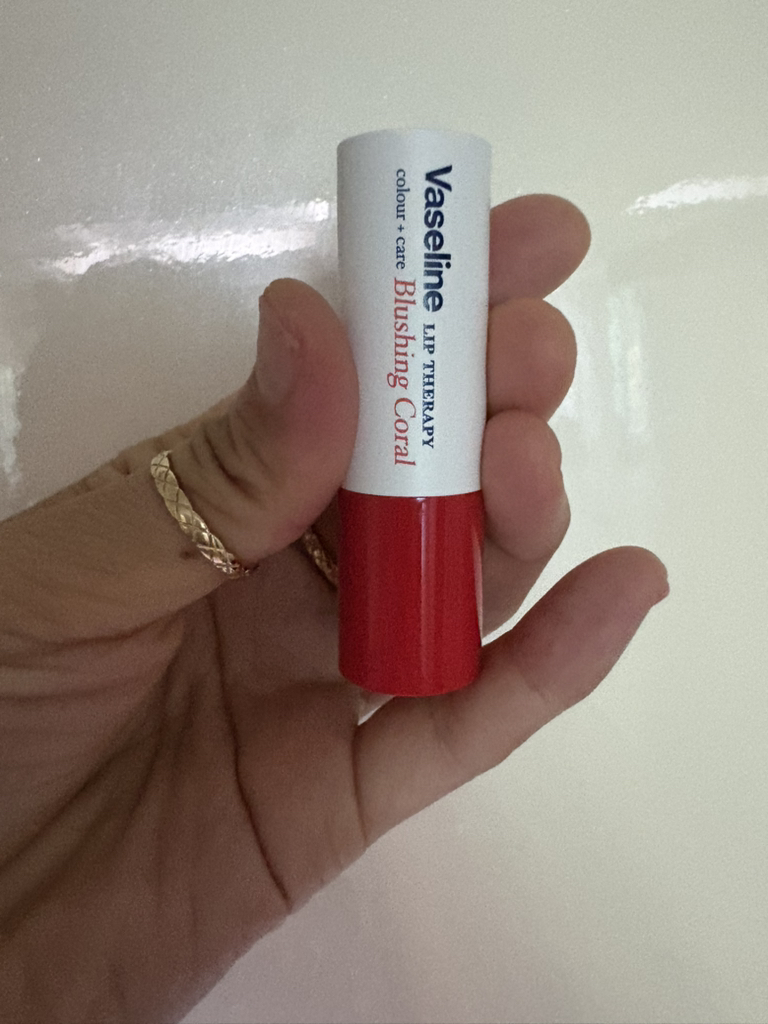 Vaseline LIP THERAPY
colour + care Blushing Coral